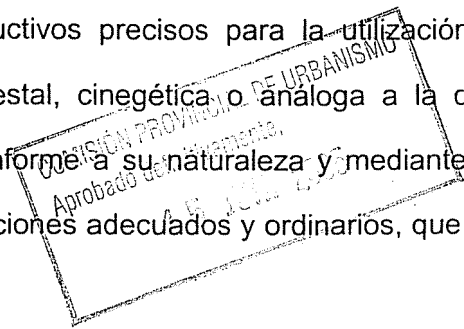 uctivos precisos para la utilización
estal, cinegética o análoga a la d
nforme a su naturaleza y mediante
ciones adecuados y ordinarios, que
COMISIÓN PROVINCIAL DE URBANISMO
Aprobado definitivamente,